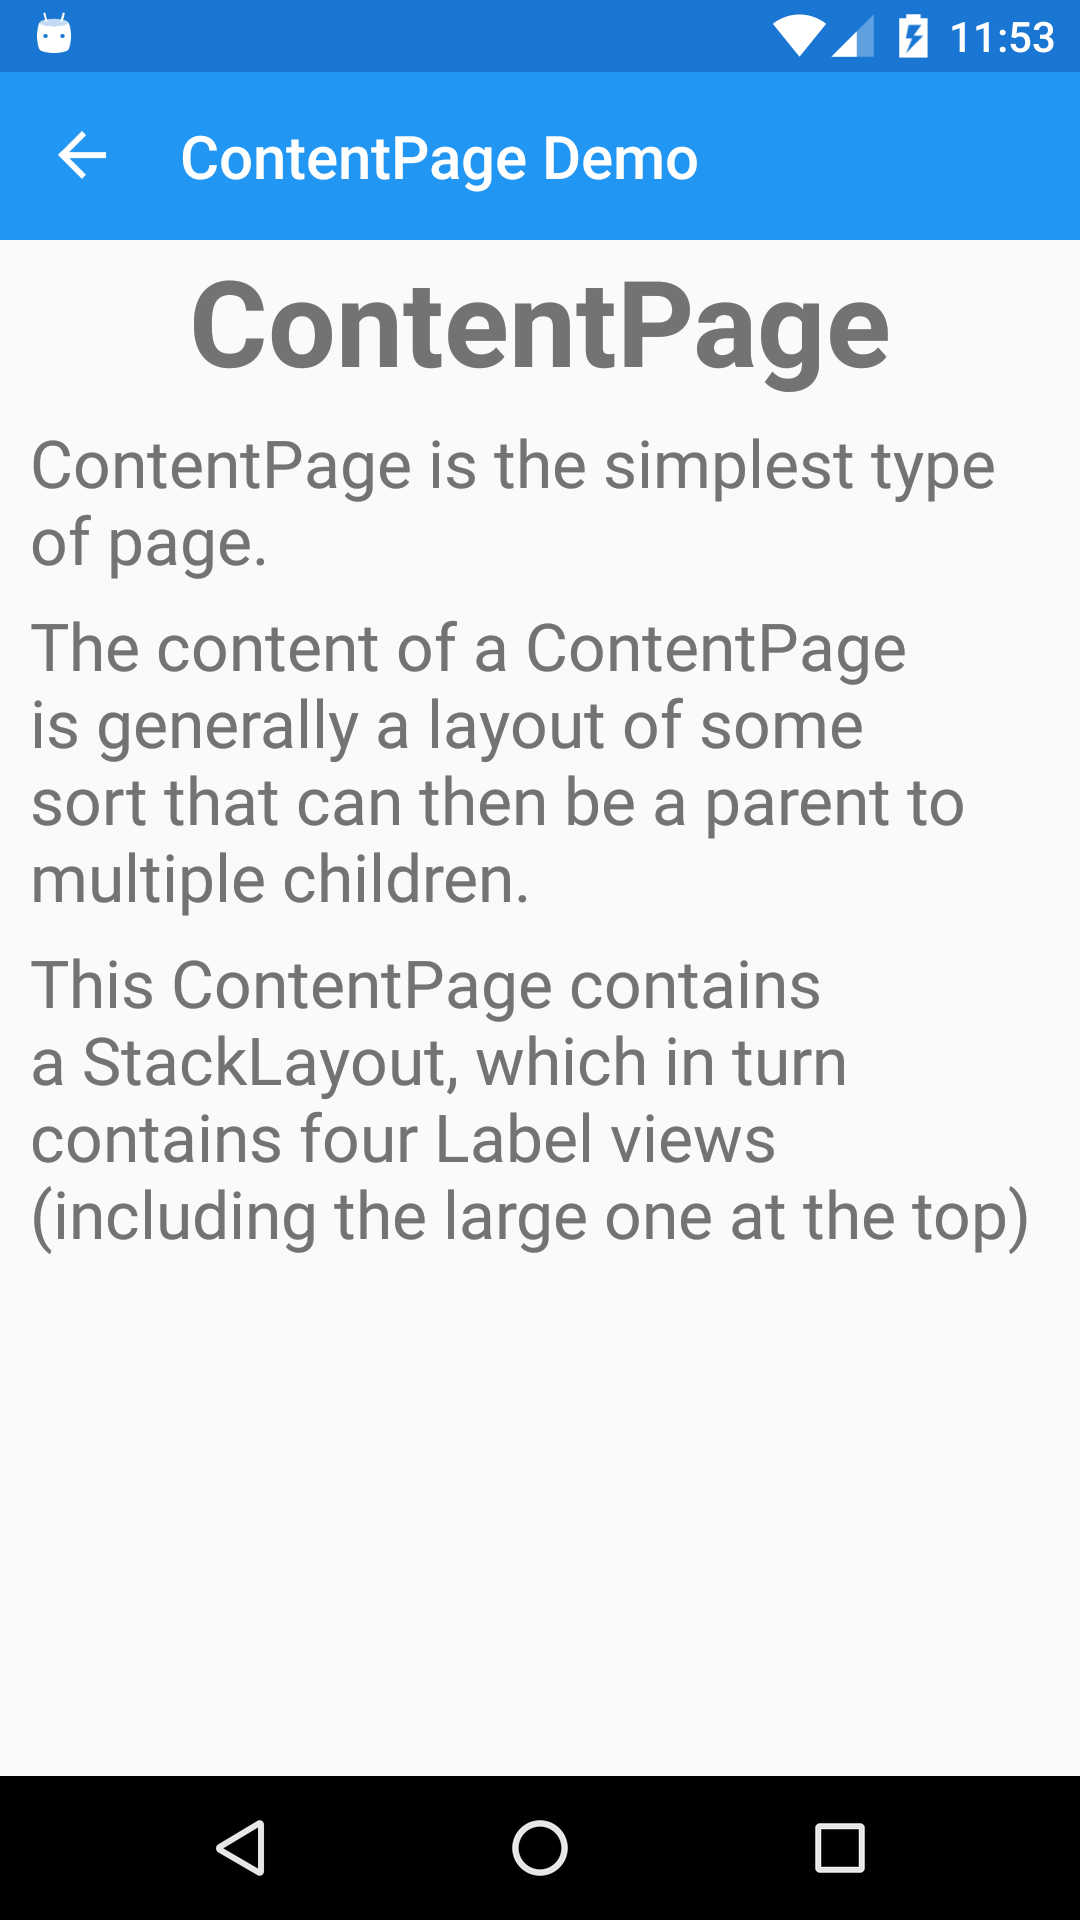 11:53
ContentPage Demo
ContentPage
ContentPage is the simplest type
of page.
The content of a ContentPage
is generally a layout of some
sort that can then be a parent to
multiple children.
This ContentPage contains
a StackLayout, which in turn
contains four Label views
(including the large one at the top)